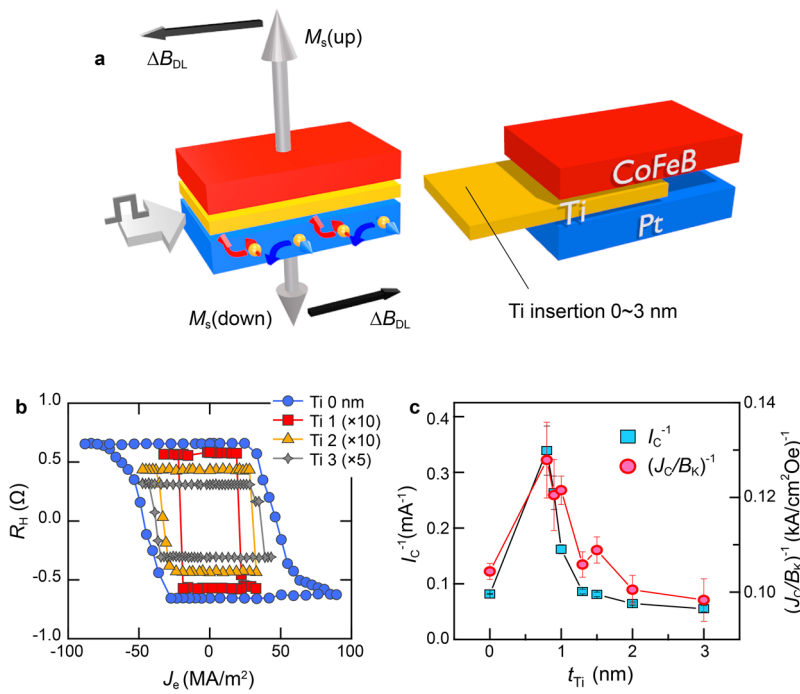 a
ΔB_DL
M_s(up)
M_s(down)
ΔB_DL
CoFeB
Ti
Pt
Ti insertion 0~3 nm
b
1.0
0.5
0.0
-0.5
-1.0
R_H (Ω)
-100
-50
0
50
100
J_e (MA/m²)
Ti 0 nm
Ti 1 (×10)
Ti 2 (×10)
Ti 3 (×5)
c
0.4
0.3
0.2
0.1
0.0
I_C⁻¹(mA⁻¹)
0
1
2
3
t_Ti (nm)
I_C⁻¹
(J_C/B_K)⁻¹
0.14
0.12
0.10
(J_C/B_K)⁻¹(kA/cm²Oe)⁻¹